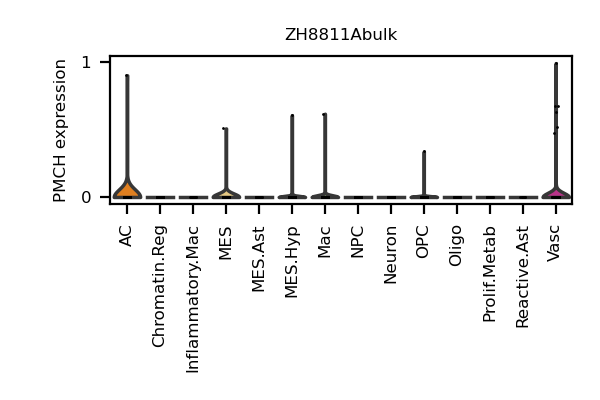 ZH8811Abulk
PMCH expression
1
0
AC
Chromatin.Reg
Inflammatory.Mac
MES
MES.Ast
MES.Hyp
Mac
NPC
Neuron
OPC
Oligo
Prolif.Metab
Reactive.Ast
Vasc